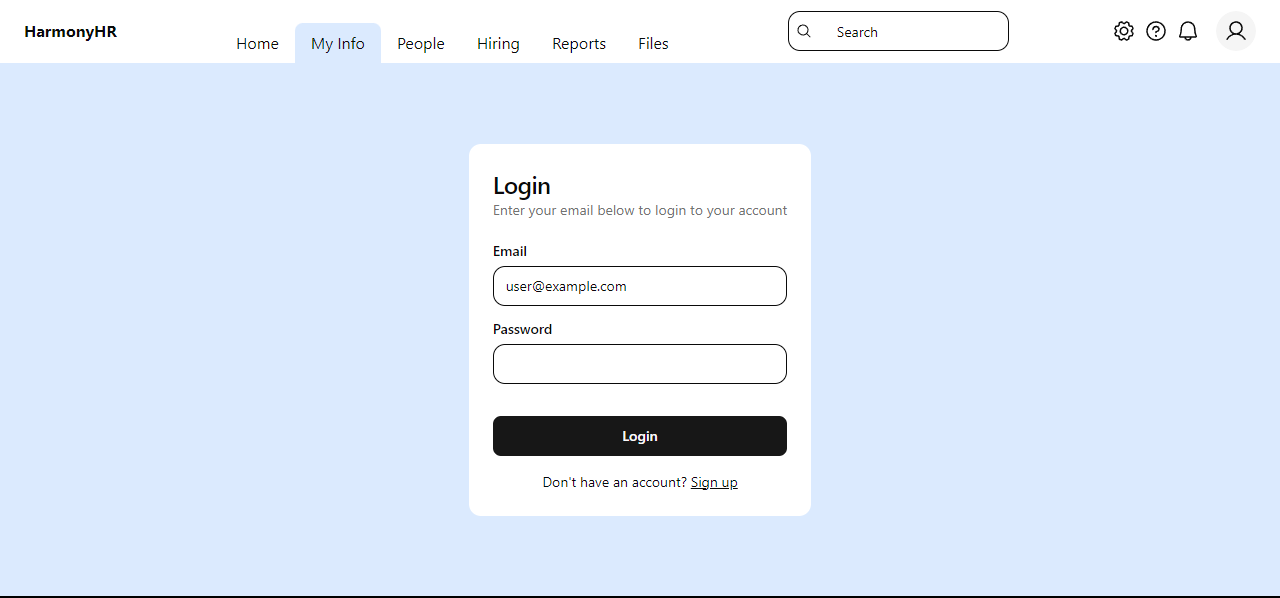 HarmonyHR
Home My Info People Hiring Reports Files
Search
Login
Enter your email below to login to your account
Email
user@example.com
Password
Login
Don't have an account? Sign up